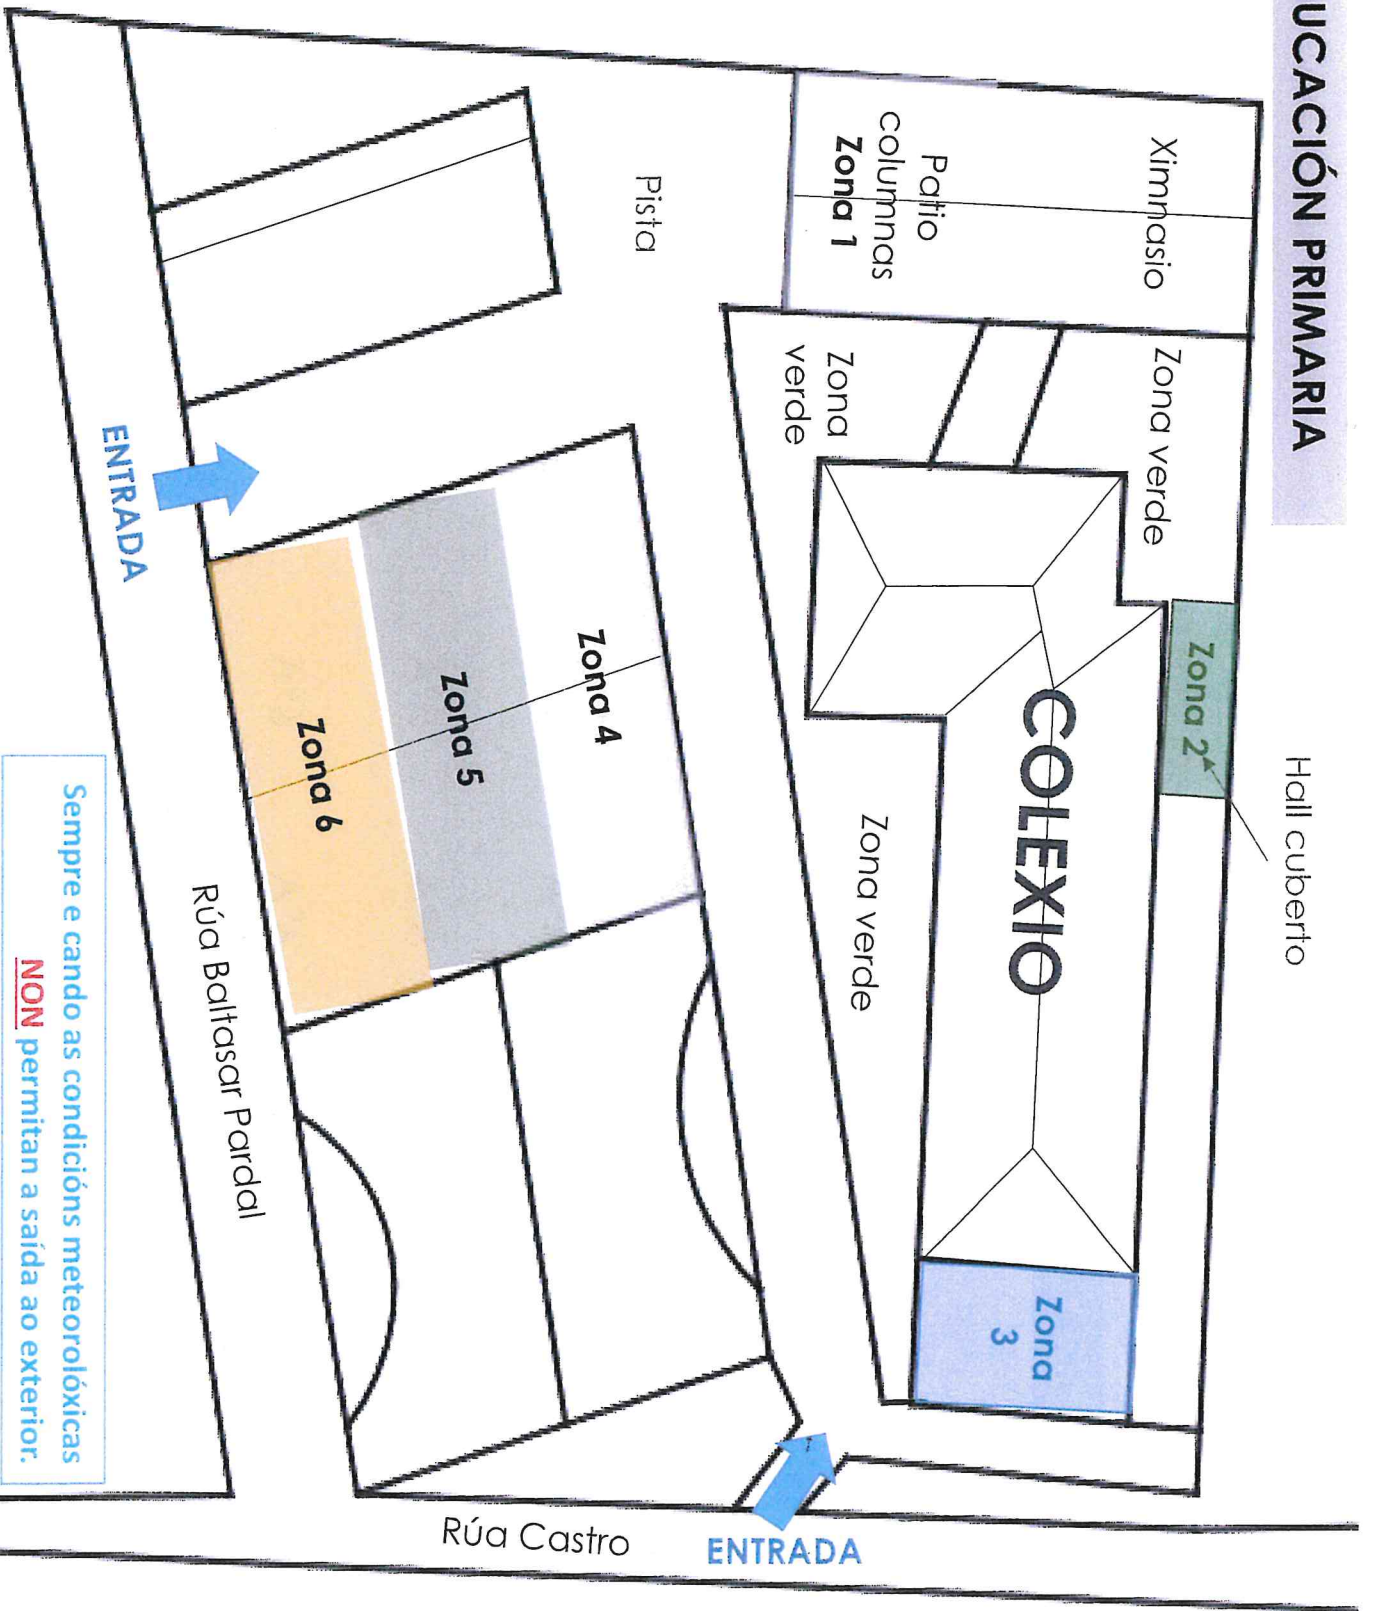 UCACIÓN PRIMARIA
Hall cuberto
Ximnasio
Zona verde
Zona 2
Patio
columnas
Zona 1
Zona
verde
COLEXIO
Zona
3
Zona verde
Pista
Zona 4
Zona 5
Zona 6
ENTRADA
Rúa Baltasar Pardal
Rúa Castro
ENTRADA
Sempre e cando as condicións meteorolóxicas
NON permitan a saída ao exterior.